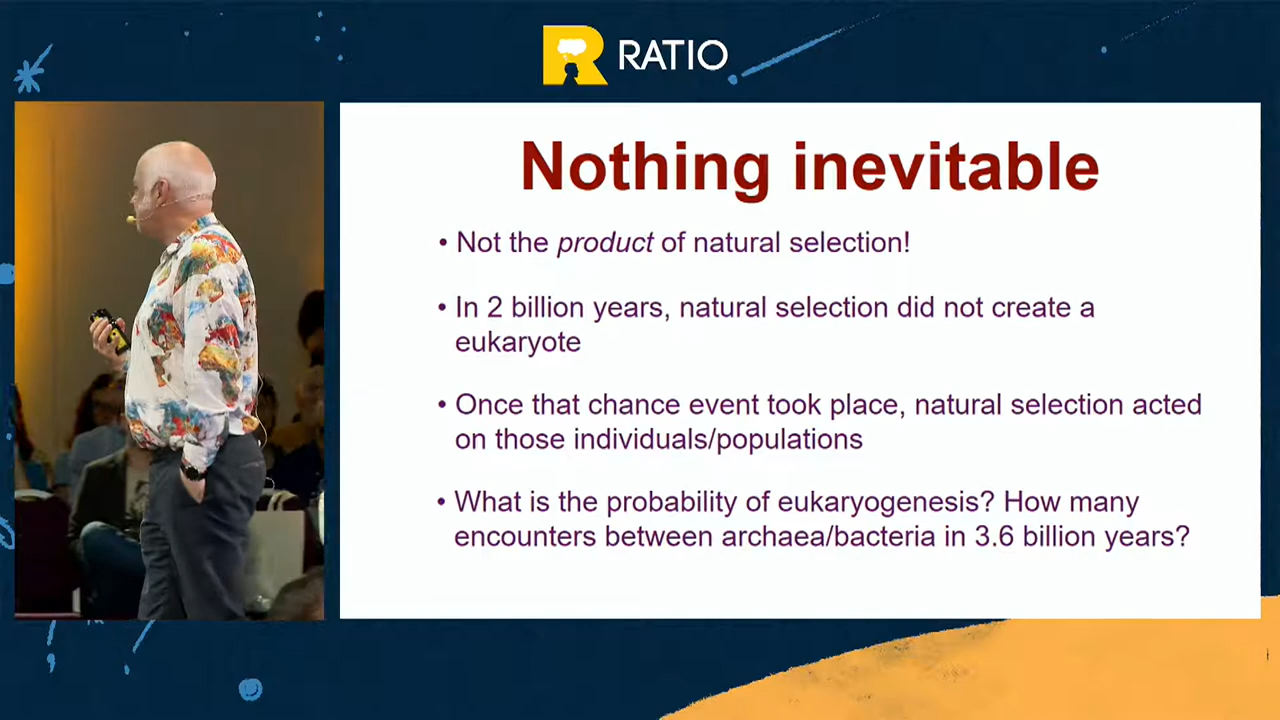 RATIO
Nothing inevitable
• Not the product of natural selection!
• In 2 billion years, natural selection did not create a
eukaryote
• Once that chance event took place, natural selection acted
on those individuals/populations
• What is the probability of eukaryogenesis? How many
encounters between archaea/bacteria in 3.6 billion years?